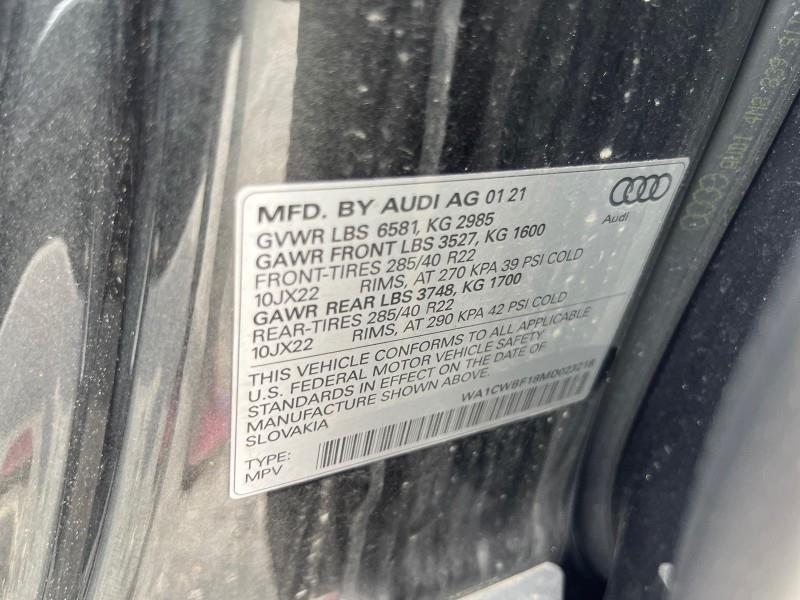 MFD. BY AUDI AG 01 21
Audi
GVWR LBS 6581, KG 2985
GAWR FRONT LBS 3527, KG 1600
FRONT-TIRES 285/40 R22
10JX22 RIMS, AT 270 KPA 39 PSI COLD
GAWR REAR LBS 3748, KG 1700
REAR-TIRES 285/40 R22
10JX22 RIMS, AT 290 KPA 42 PSI COLD
THIS VEHICLE CONFORMS TO ALL APPLICABLE
U.S. FEDERAL MOTOR VEHICLE SAFETY
STANDARDS IN EFFECT ON THE DATE OF
MANUFACTURE SHOWN ABOVE.
SLOVAKIA
WA1CWBF18MD023218
TYPE:
MPV